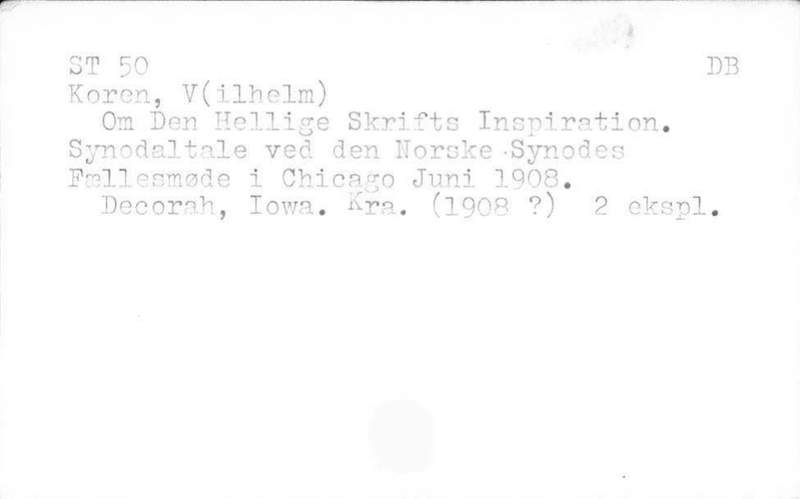 ST 50 DB
Koren, V(ilhelm)
Om Den Hellige Skrifts Inspiration.
Synodaltale ved den Norske Synodes
Fællesmøde i Chicago Juni 1908.
Decorah, Iowa. Kra. (1908 ?) 2 ekspl.